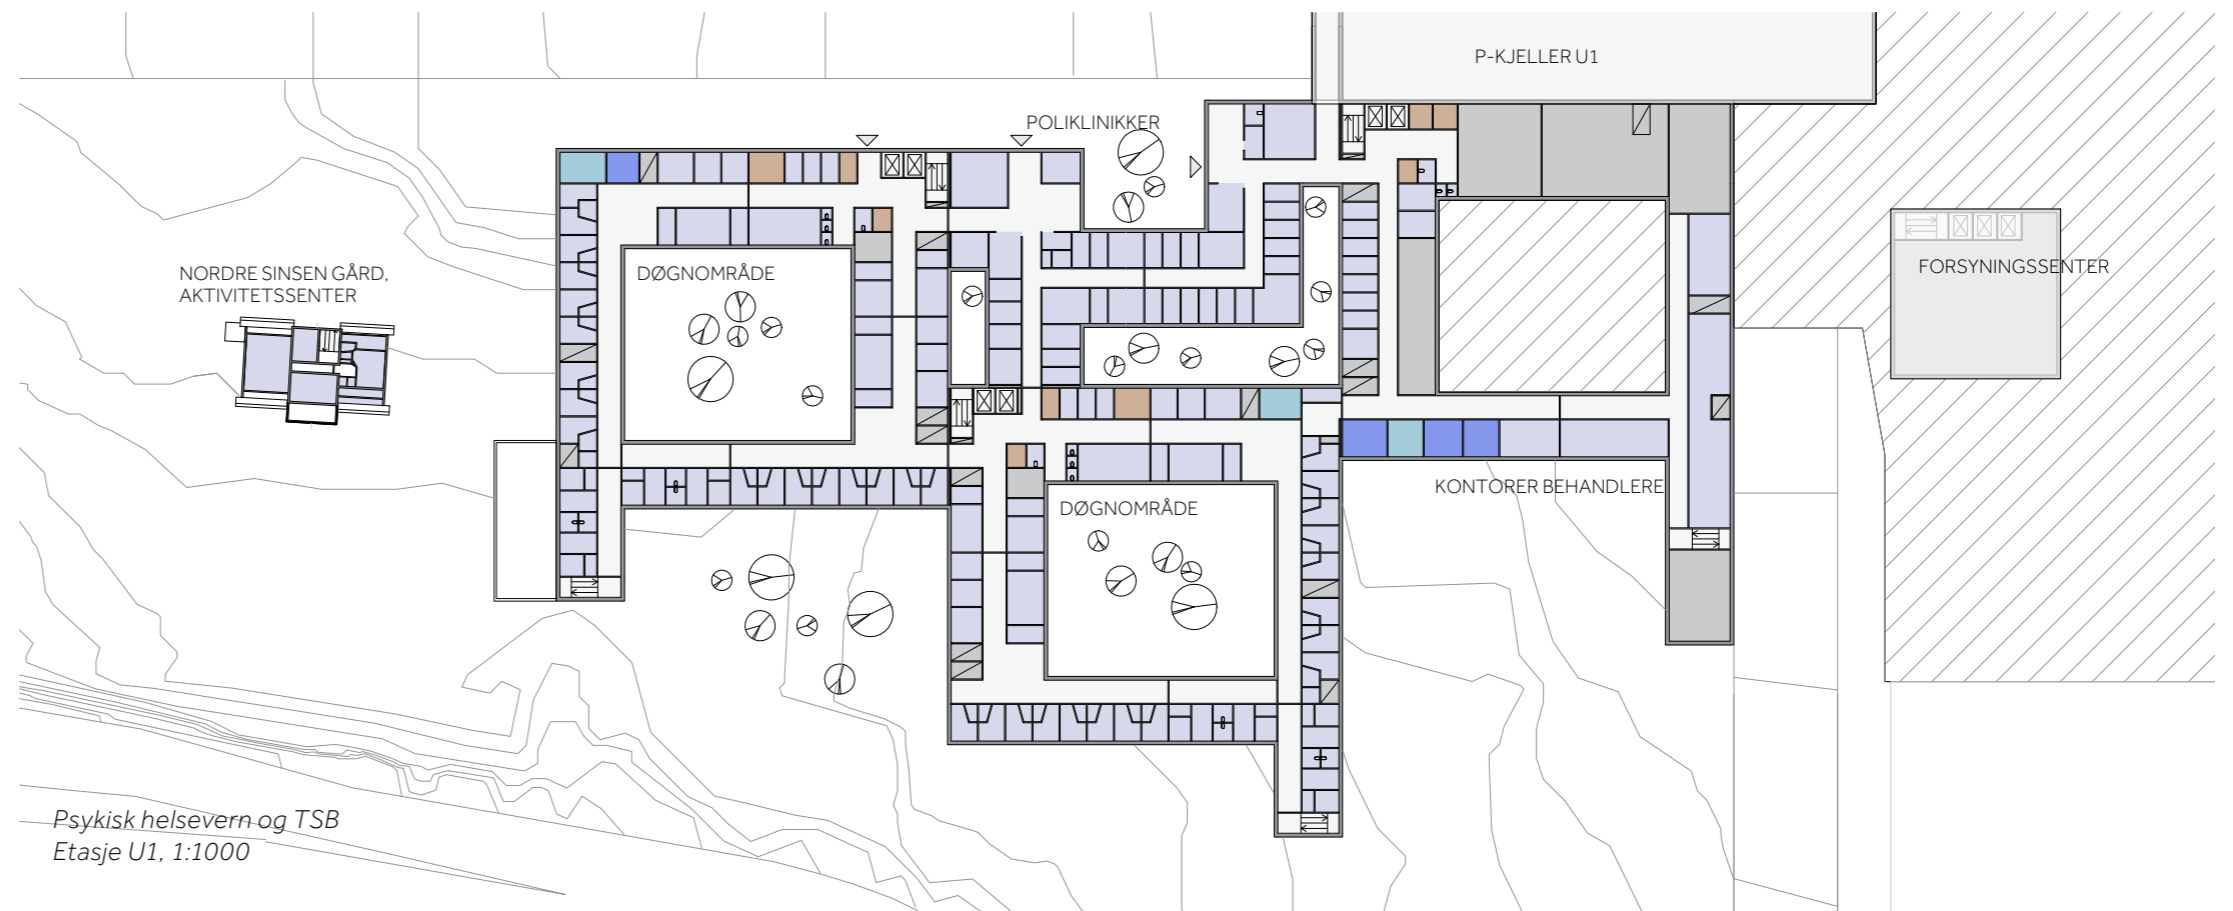 P-KJELLER U1
POLIKLINIKKER
NORDRE SINSEN GÅRD,
AKTIVITETSSENTER
DØGNOMRÅDE
FORSYNINGSSENTER
KONTORER BEHANDLERE
DØGNOMRÅDE
Psykisk helsevern og TSB
Etasje U1, 1:1000